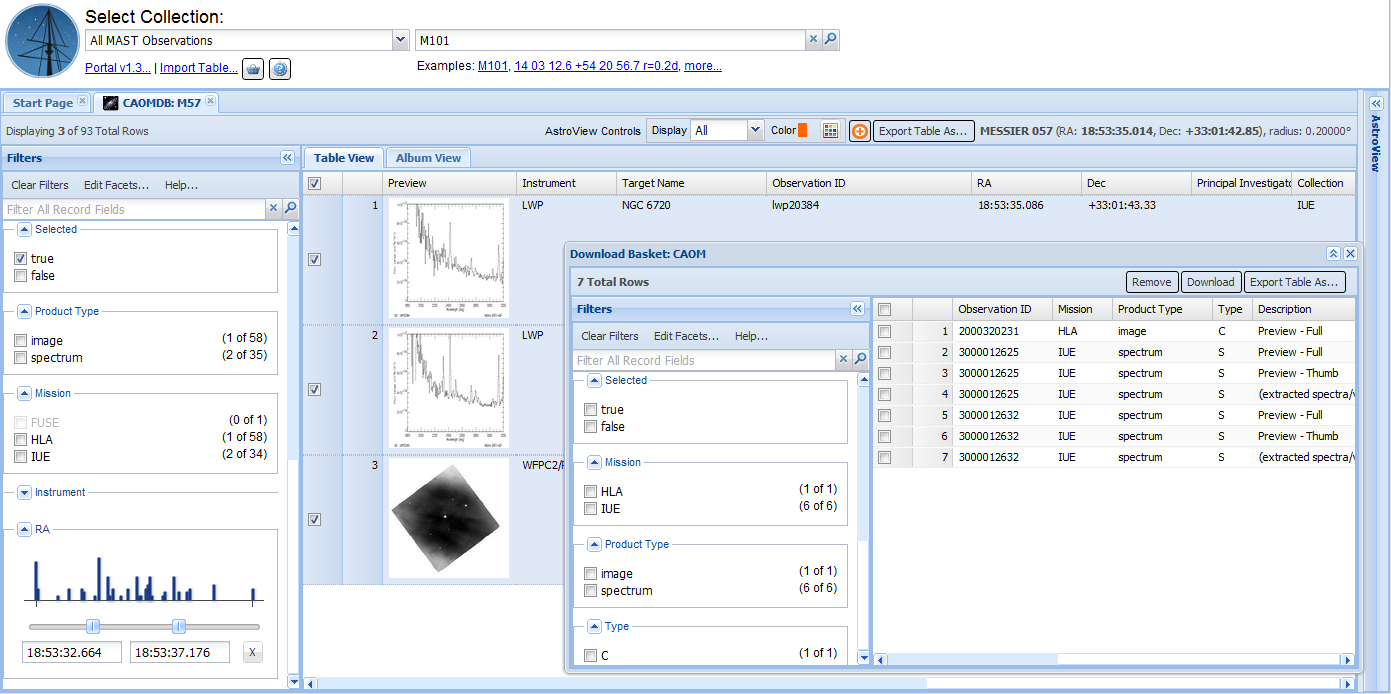 Select Collection:
All MAST Observations
M101
Portal v1.3... | Import Table...
Examples: M101, 14 03 12.6 +54 20 56.7 r=0.2d, more...
Start Page
CAOMDB: M57
Displaying 3 of 93 Total Rows
AstroView Controls
Display All
Color
Export Table As...
MESSIER 057 (RA: 18:53:35.014, Dec: +33:01:42.85), radius: 0.20000°
AstroView
Filters
Clear Filters Edit Facets... Help...
Filter All Record Fields
Selected
true
false
Product Type
image (1 of 58)
spectrum (2 of 35)
Mission
FUSE (0 of 1)
HLA (1 of 58)
IUE (2 of 34)
Instrument
RA
18:53:32.664 18:53:37.176 X
Table View Album View
Preview Instrument Target Name Observation ID RA Dec Principal Investigato Collection
1 LWP NGC 6720 lwp20384 18:53:35.086 +33:01:43.33 IUE
2 LWP
3 WFPC2/
Download Basket: CAOM
7 Total Rows
Remove Download Export Table As...
Filters
Clear Filters Edit Facets... Help...
Filter All Record Fields
Selected
true
false
Mission
HLA (1 of 1)
IUE (6 of 6)
Product Type
image (1 of 1)
spectrum (6 of 6)
Type
C (1 of 1)
Observation ID Mission Product Type Type Description
1 2000320231 HLA image C Preview - Full
2 3000012625 IUE spectrum S Preview - Full
3 3000012625 IUE spectrum S Preview - Thumb
4 3000012625 IUE spectrum S (extracted spectra/
5 3000012632 IUE spectrum S Preview - Full
6 3000012632 IUE spectrum S Preview - Thumb
7 3000012632 IUE spectrum S (extracted spectra/